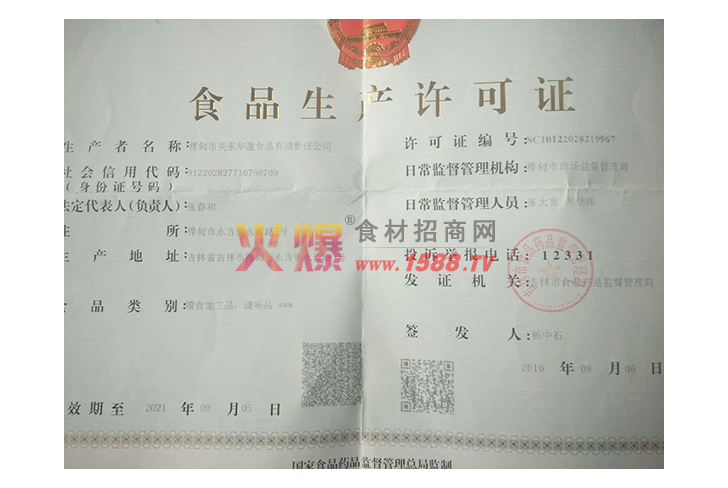 食品生产许可证
生产者名称:桦甸市关东华盈食品有限责任公司
社会信用代码:912202827710760709
(身份证号码)
法定代表人(负责人):张春和
住所:桦甸市永吉
生产地址:吉林省吉林市
食品类别:粮食加工品;调味品
效期至 2021 年 09 月 05 日
许可证编号:SC10122028219967
日常监督管理机构:桦甸市市场监督管理局
日常监督管理人员:
投诉举报电话:12331
发证机关:吉林市食品药品监督管理局
签发人:杨中石
2016 年 09 月 06 日
国家食品药品监督管理总局监制
火爆®食材招商网
www.1588.TV